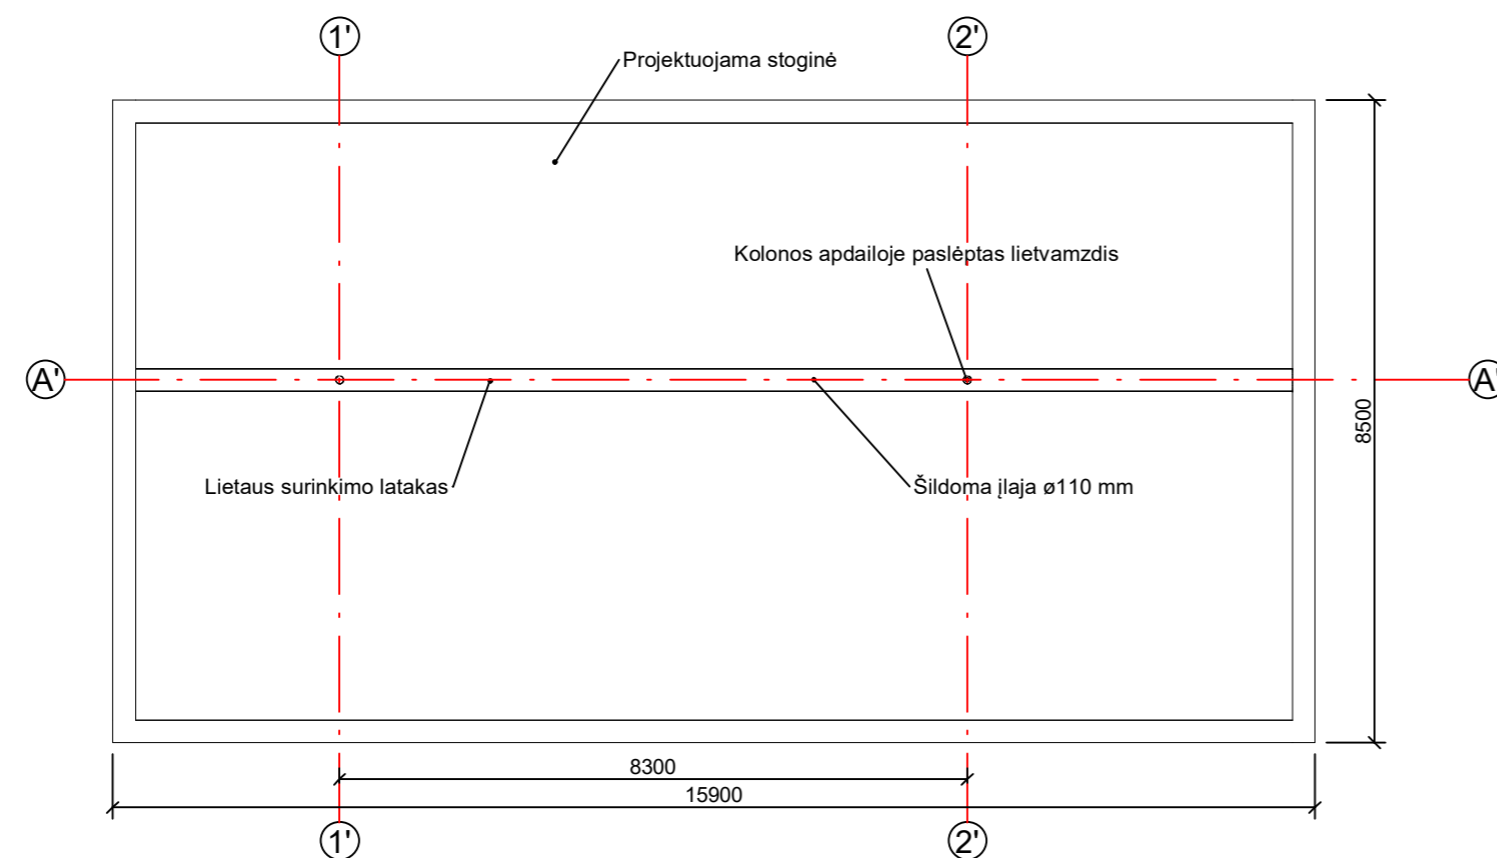 1'
2'
Projektuojama stoginė
Kolonos apdailoje paslėptas lietvamzdis
A'
A'
8500
Lietaus surinkimo latakas
Šildoma įlaja ø110 mm
8300
15900
1'
2'